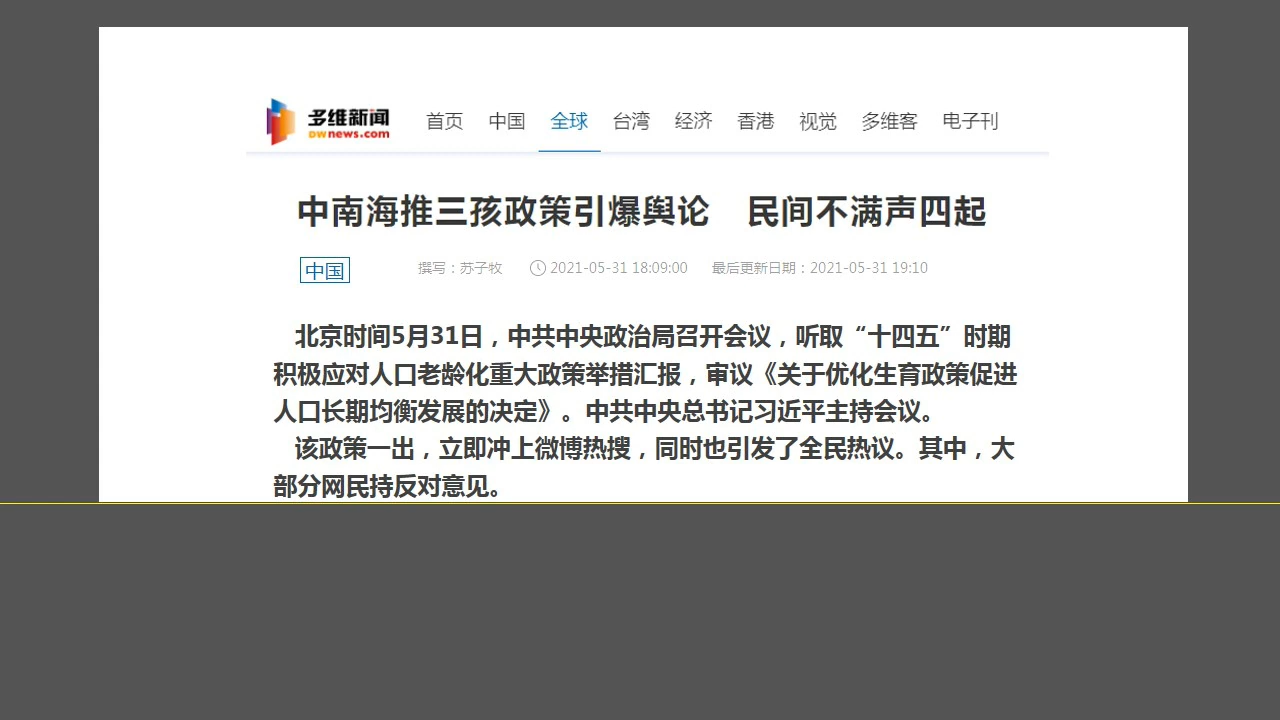 多维新闻
DWnews.com
首页 中国 全球 台湾 经济 香港 视觉 多维客 电子刊
中南海推三孩政策引爆舆论 民间不满声四起
中国 撰写：苏子牧 2021-05-31 18:09:00 最后更新日期：2021-05-31 19:10
北京时间5月31日，中共中央政治局召开会议，听取“十四五”时期
积极应对人口老龄化重大政策举措汇报，审议《关于优化生育政策促进
人口长期均衡发展的决定》。中共中央总书记习近平主持会议。
该政策一出，立即冲上微博热搜，同时也引发了全民热议。其中，大
部分网民持反对意见。